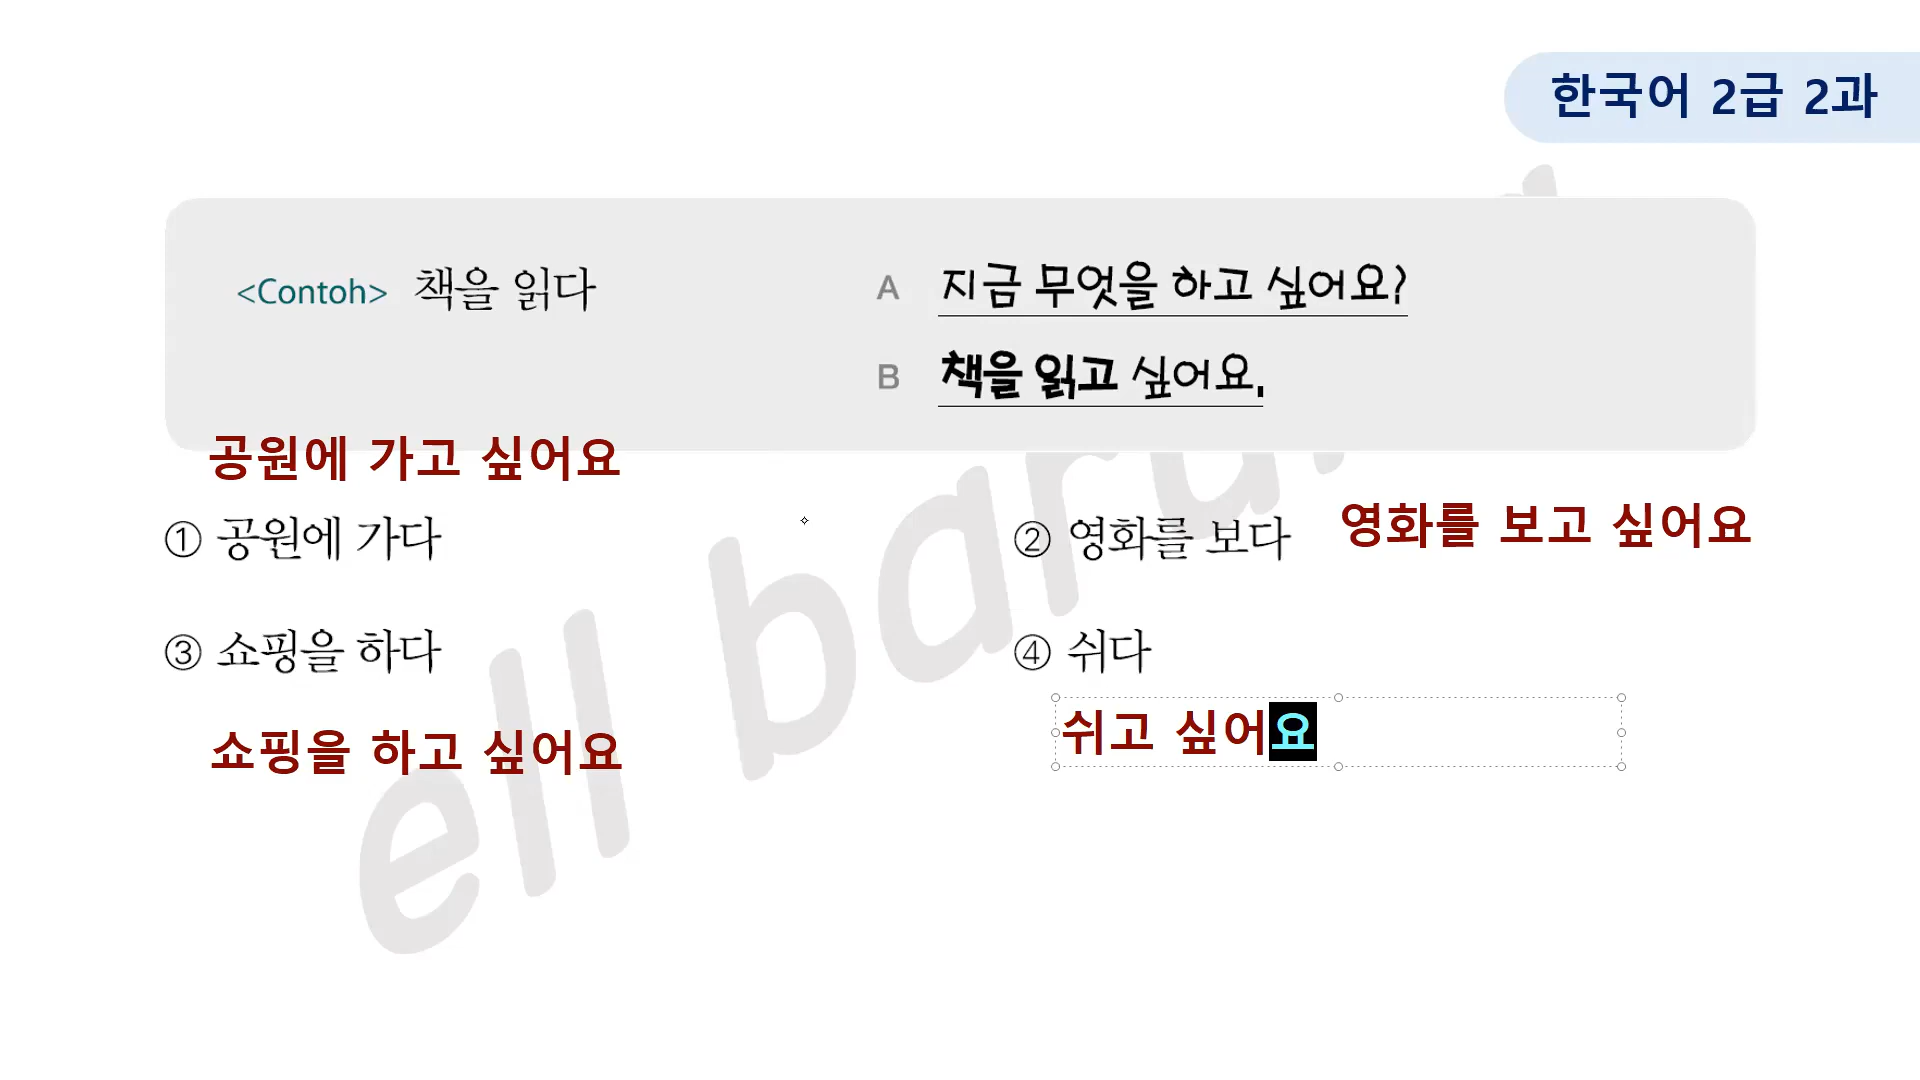 한국어 2급 2과
<Contoh> 책을 읽다
A 지금 무엇을 하고 싶어요?
B 책을 읽고 싶어요.
공원에 가고 싶어요
① 공원에 가다
② 영화를 보다 영화를 보고 싶어요
③ 쇼핑을 하다
④ 쉬다
쇼핑을 하고 싶어요
쉬고 싶어요